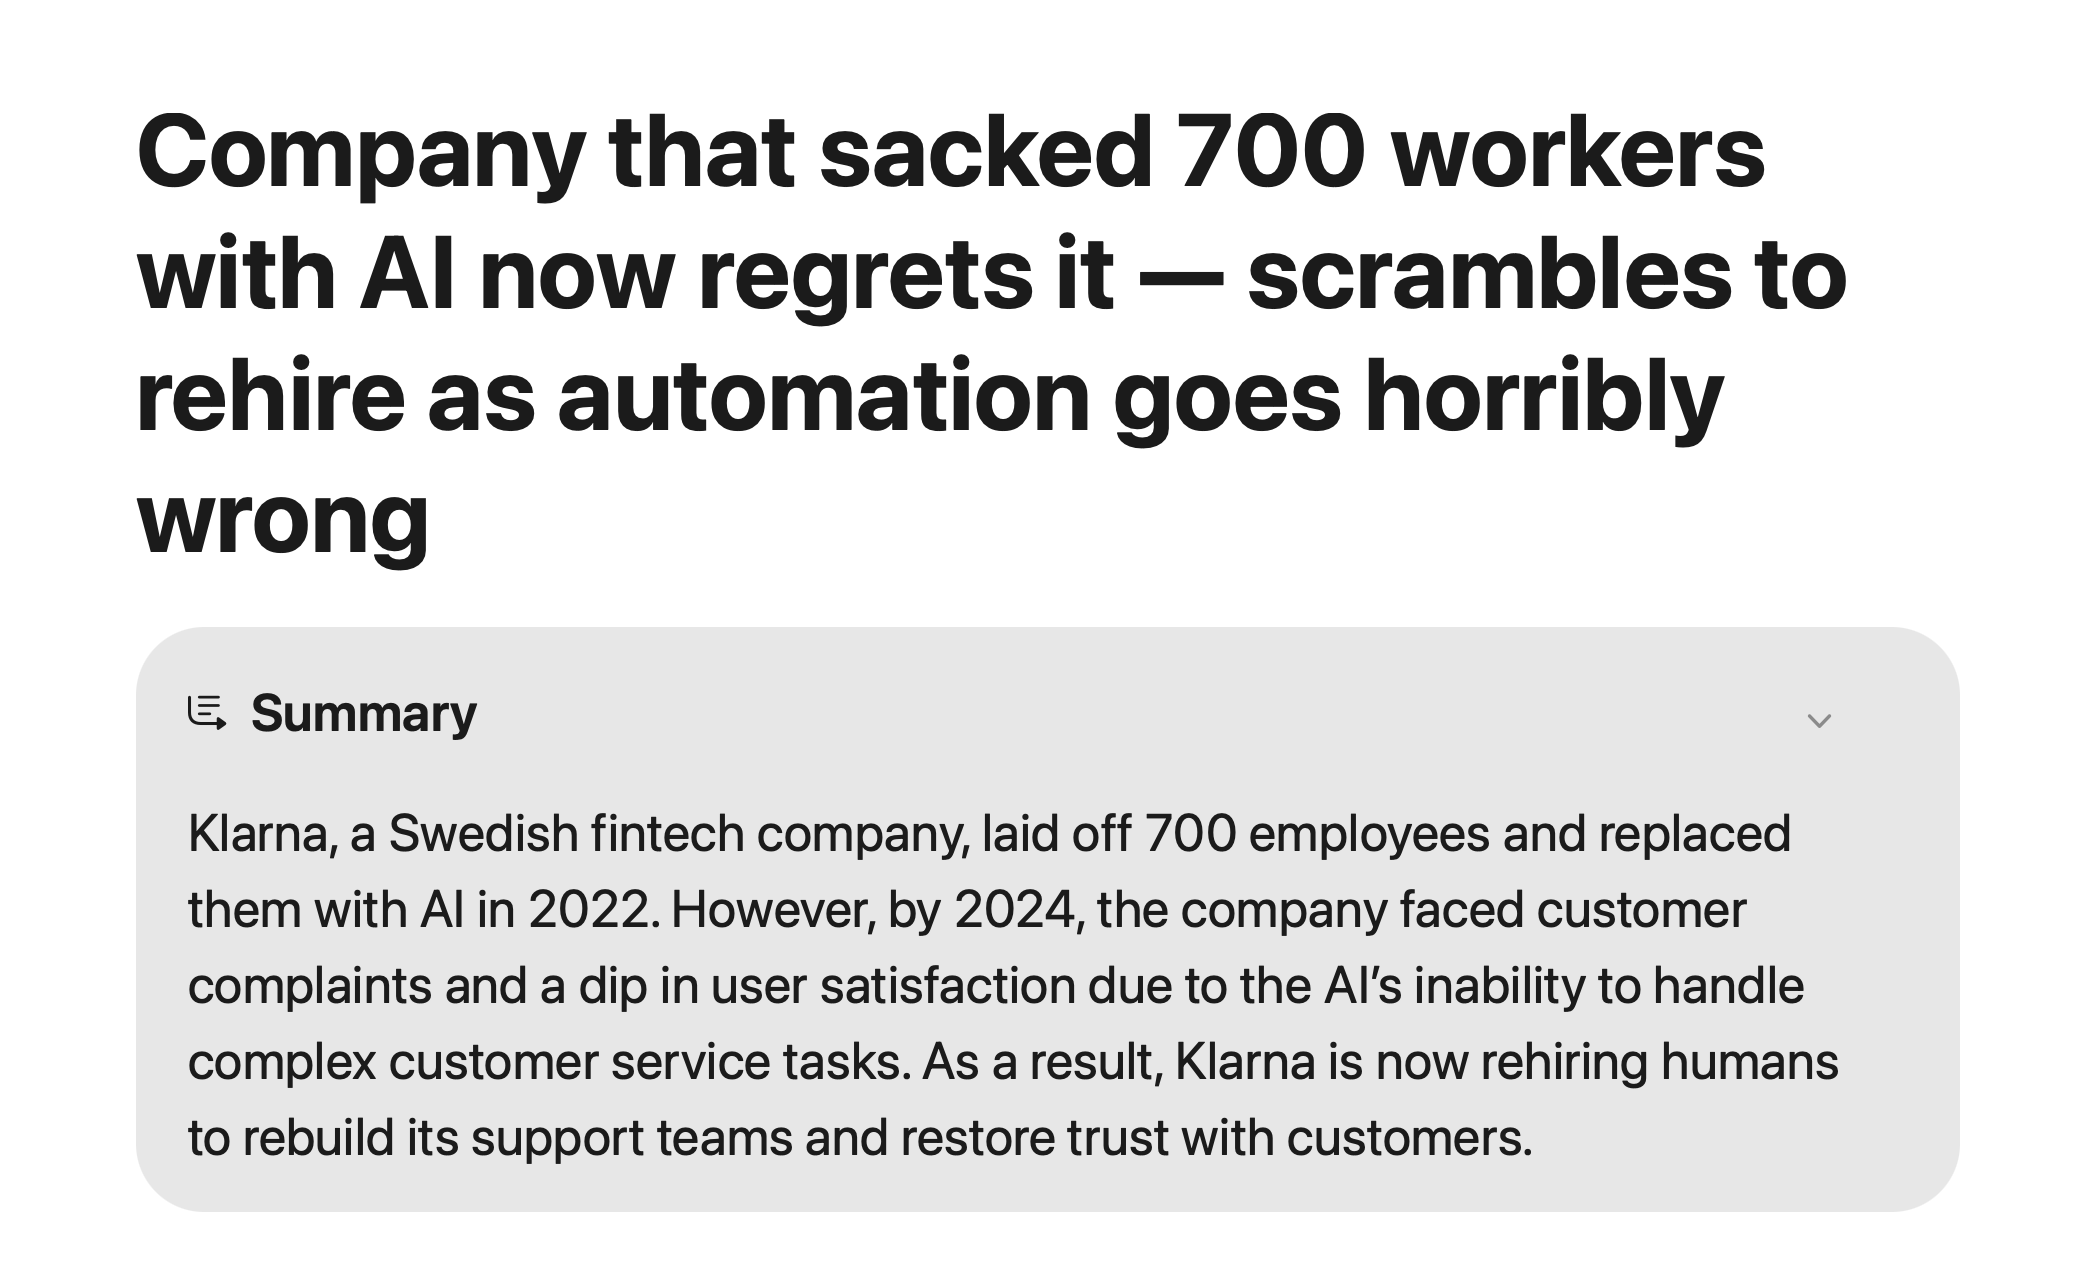 Company that sacked 700 workers
with AI now regrets it — scrambles to
rehire as automation goes horribly
wrong
Summary
Klarna, a Swedish fintech company, laid off 700 employees and replaced
them with AI in 2022. However, by 2024, the company faced customer
complaints and a dip in user satisfaction due to the AI’s inability to handle
complex customer service tasks. As a result, Klarna is now rehiring humans
to rebuild its support teams and restore trust with customers.